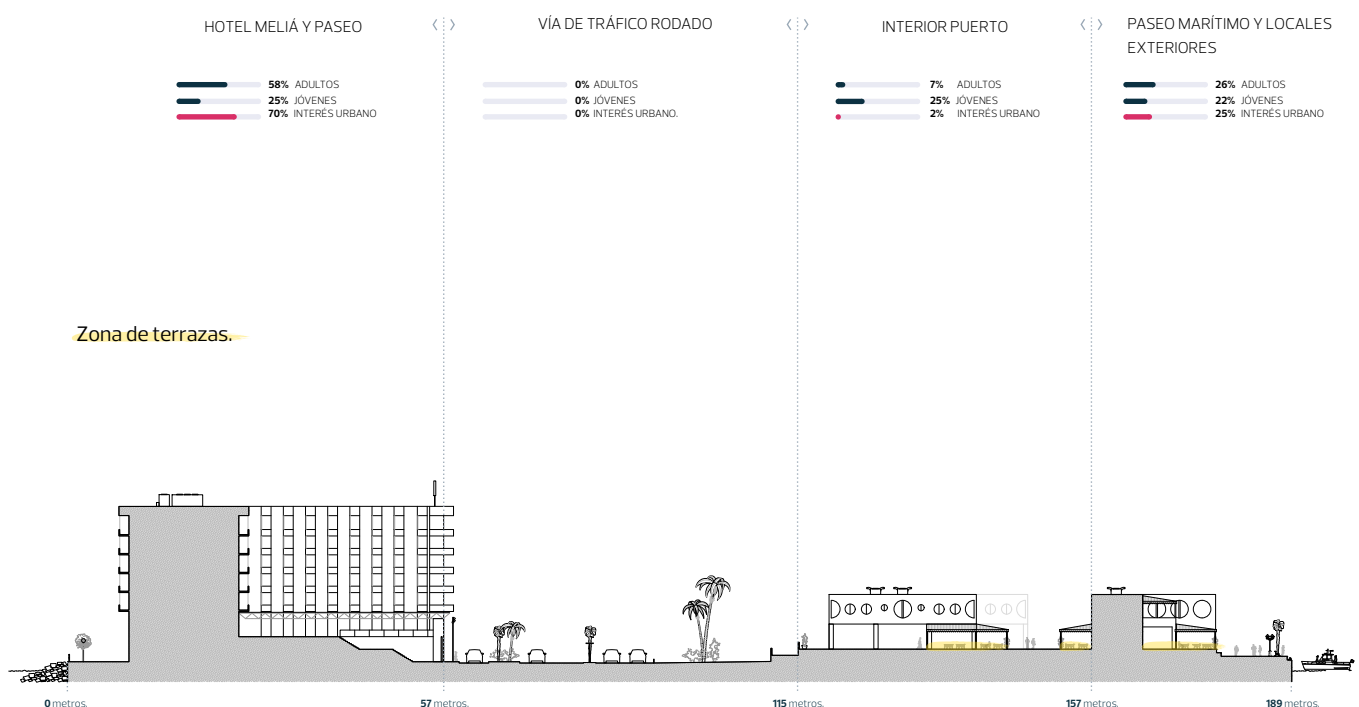 HOTEL MELIÁ Y PASEO
58% ADULTOS
25% JÓVENES
70% INTERÉS URBANO
VÍA DE TRÁFICO RODADO
0% ADULTOS
0% JÓVENES
0% INTERÉS URBANO.
INTERIOR PUERTO
7% ADULTOS
25% JÓVENES
2% INTERÉS URBANO
PASEO MARÍTIMO Y LOCALES
EXTERIORES
26% ADULTOS
22% JÓVENES
25% INTERÉS URBANO
Zona de terrazas.
0 metros.
57 metros.
115 metros.
157 metros.
189 metros.